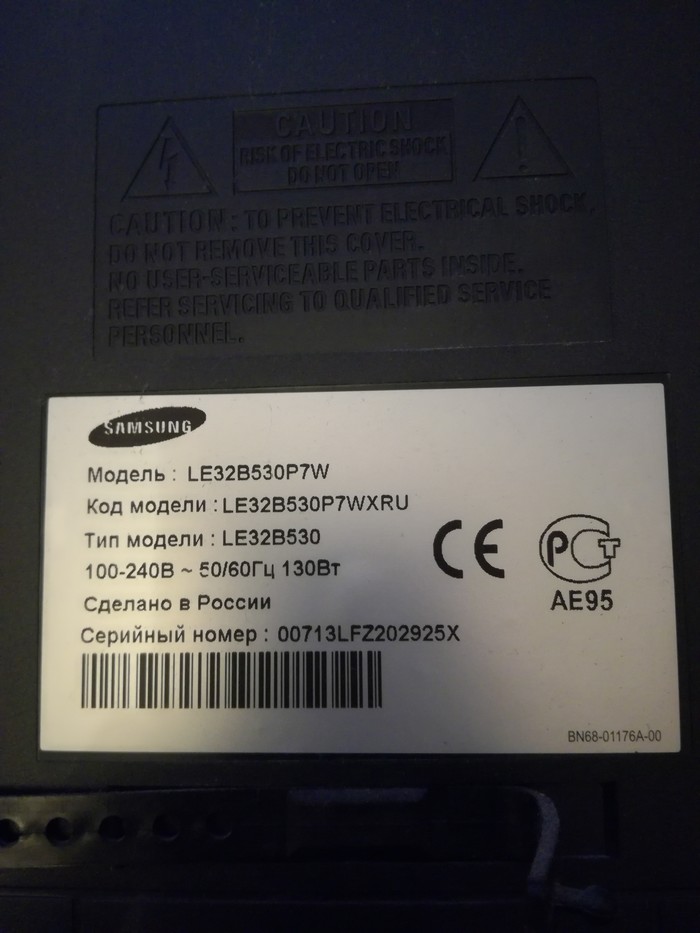 CAUTION
RISK OF ELECTRIC SHOCK
DO NOT OPEN
CAUTION : TO PREVENT ELECTRICAL SHOCK,
DO NOT REMOVE THIS COVER.
NO USER-SERVICEABLE PARTS INSIDE.
REFER SERVICING TO QUALIFIED SERVICE
PERSONNEL.
SAMSUNG
Модель : LE32B530P7W
Код модели : LE32B530P7WXRU
Тип модели : LE32B530
100-240В ~ 50/60Гц 130Вт
Сделано в России
Серийный номер : 00713LFZ202925X
CE
РСТ
АЕ95
BN68-01176A-00